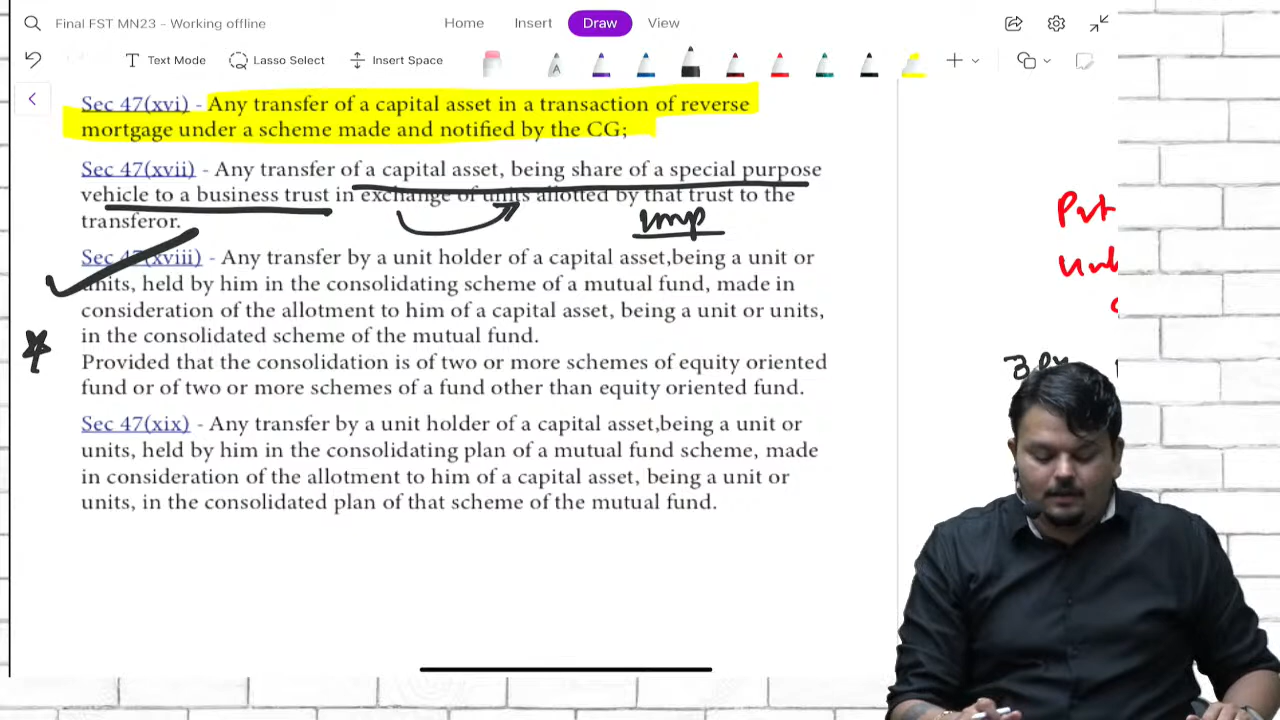 Final FST MN23 - Working offline
Home Insert Draw View
Text Mode Lasso Select Insert Space
Sec 47(xvi) - Any transfer of a capital asset in a transaction of reverse
mortgage under a scheme made and notified by the CG;
Sec 47(xvii) - Any transfer of a capital asset, being share of a special purpose
vehicle to a business trust in exchange of units allotted by that trust to the
transferor.
Imp
Sec 47(xviii) - Any transfer by a unit holder of a capital asset,being a unit or
units, held by him in the consolidating scheme of a mutual fund, made in
consideration of the allotment to him of a capital asset, being a unit or units,
in the consolidated scheme of the mutual fund.
Provided that the consolidation is of two or more schemes of equity oriented
fund or of two or more schemes of a fund other than equity oriented fund.
Sec 47(xix) - Any transfer by a unit holder of a capital asset,being a unit or
units, held by him in the consolidating plan of a mutual fund scheme, made
in consideration of the allotment to him of a capital asset, being a unit or
units, in the consolidated plan of that scheme of the mutual fund.